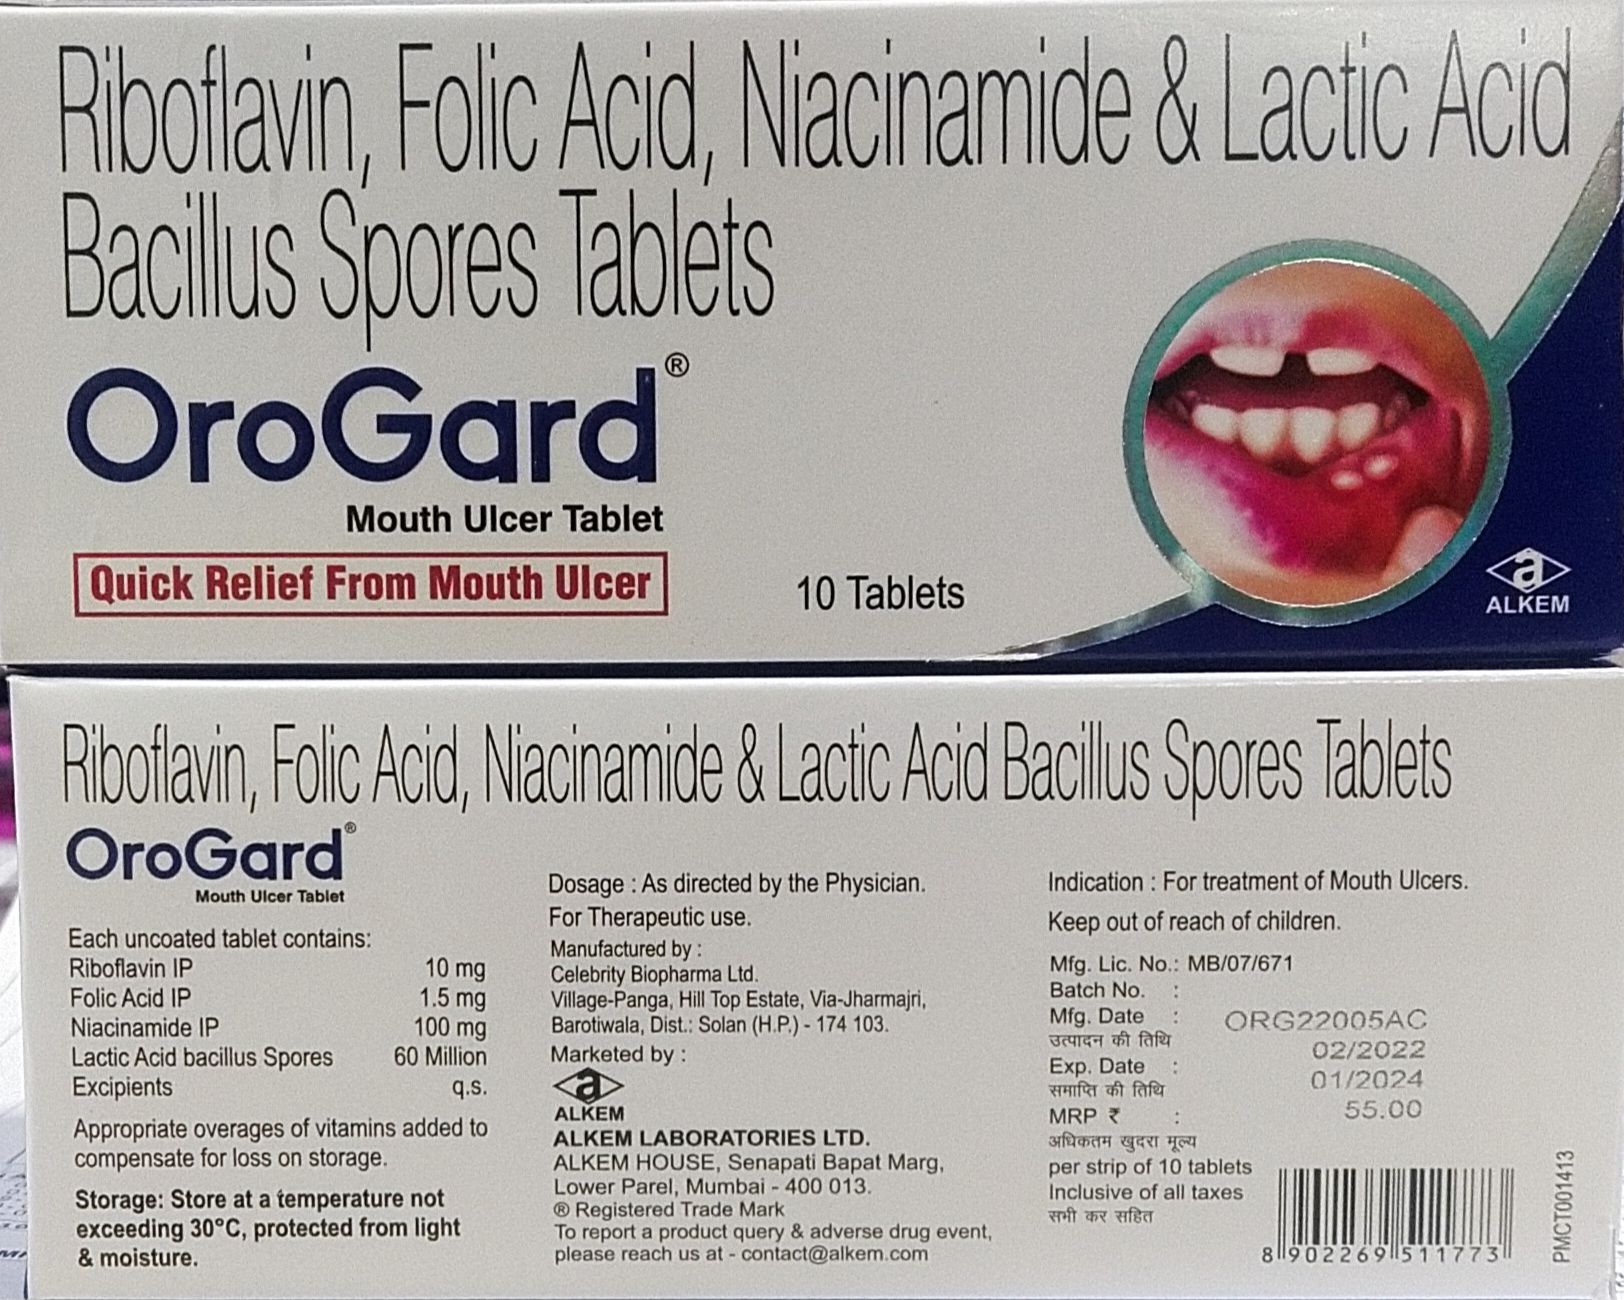 Riboflavin, Folic Acid, Niacinamide & Lactic Acid
Bacillus Spores Tablets
OroGard®
Mouth Ulcer Tablet
Quick Relief From Mouth Ulcer
10 Tablets
a
ALKEM
Riboflavin, Folic Acid, Niacinamide & Lactic Acid Bacillus Spores Tablets
OroGard®
Mouth Ulcer Tablet
Each uncoated tablet contains:
Riboflavin IP 10 mg
Folic Acid IP 1.5 mg
Niacinamide IP 100 mg
Lactic Acid bacillus Spores 60 Million
Excipients q.s.
Appropriate overages of vitamins added to
compensate for loss on storage.
Storage: Store at a temperature not
exceeding 30°C, protected from light
& moisture.
Dosage : As directed by the Physician.
For Therapeutic use.
Manufactured by :
Celebrity Biopharma Ltd.
Village-Panga, Hill Top Estate, Via-Jharmajri,
Barotiwala, Dist.: Solan (H.P.) - 174 103.
Marketed by :
a
ALKEM
ALKEM LABORATORIES LTD.
ALKEM HOUSE, Senapati Bapat Marg,
Lower Parel, Mumbai - 400 013.
® Registered Trade Mark
To report a product query & adverse drug event,
please reach us at - contact@alkem.com
Indication : For treatment of Mouth Ulcers.
Keep out of reach of children.
Mfg. Lic. No.: MB/07/671
Batch No. :
Mfg. Date : ORG22005AC
उत्पादन की तिथि 02/2022
Exp. Date :
समाप्ति की तिथि 01/2024
MRP ₹ : 55.00
अधिकतम खुदरा मूल्य
per strip of 10 tablets
Inclusive of all taxes
सभी कर सहित
8 902269 511773
PMCT001413